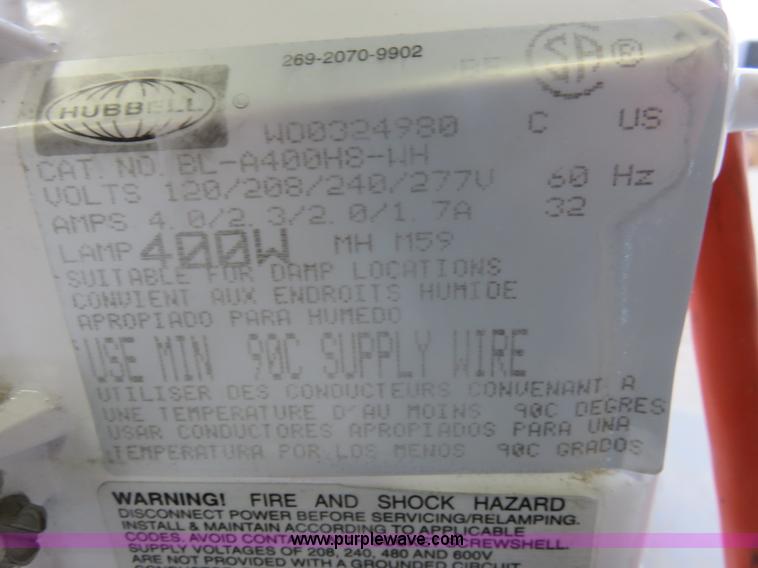 269-2070-9902
HUBBELL ®
SA ®
W00324980 C US
CAT. NO. BL-A400H8-WH
VOLTS 120/208/240/277V 60 Hz
AMPS 4.0/2.3/2.0/1.7A 32
LAMP 400W MH M59
SUITABLE FOR DAMP LOCATIONS
CONVIENT AUX ENDROITS HUMIDE
APROPIADO PARA HUMEDO
USE MIN 90C SUPPLY WIRE
UTILISER DES CONDUCTEURS CONVENANT A
UNE TEMPERATURE D'AU MOINS 90C DEGRES
USAR CONDUCTORES APROPIADOS PARA UNA
TEMPERATURA POR LOS MENOS 90C GRADOS
WARNING! FIRE AND SHOCK HAZARD
DISCONNECT POWER BEFORE SERVICING/RELAMPING.
INSTALL & MAINTAIN ACCORDING TO APPLICABLE
CODES. AVOID CONTA SCREWSHELL.
www.purplewave.com
SUPPLY VOLTAGES OF 208, 240, 480 AND 600V
ARE NOT PROVIDED WITH A GROUNDED CIRCUIT